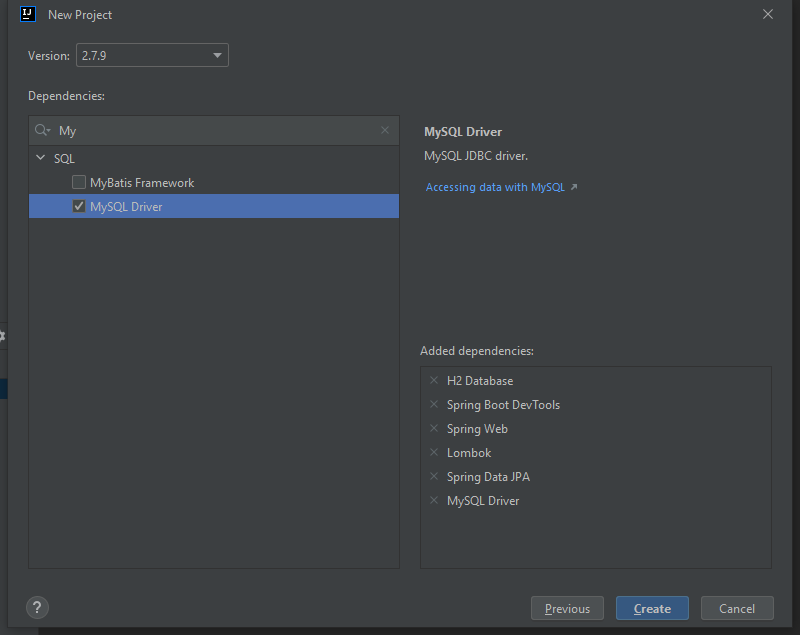 IJ
New Project
Version: 2.7.9
Dependencies:
My
SQL
MyBatis Framework
MySQL Driver
MySQL Driver
MySQL JDBC driver.
Accessing data with MySQL
Added dependencies:
H2 Database
Spring Boot DevTools
Spring Web
Lombok
Spring Data JPA
MySQL Driver
?
Previous
Create
Cancel